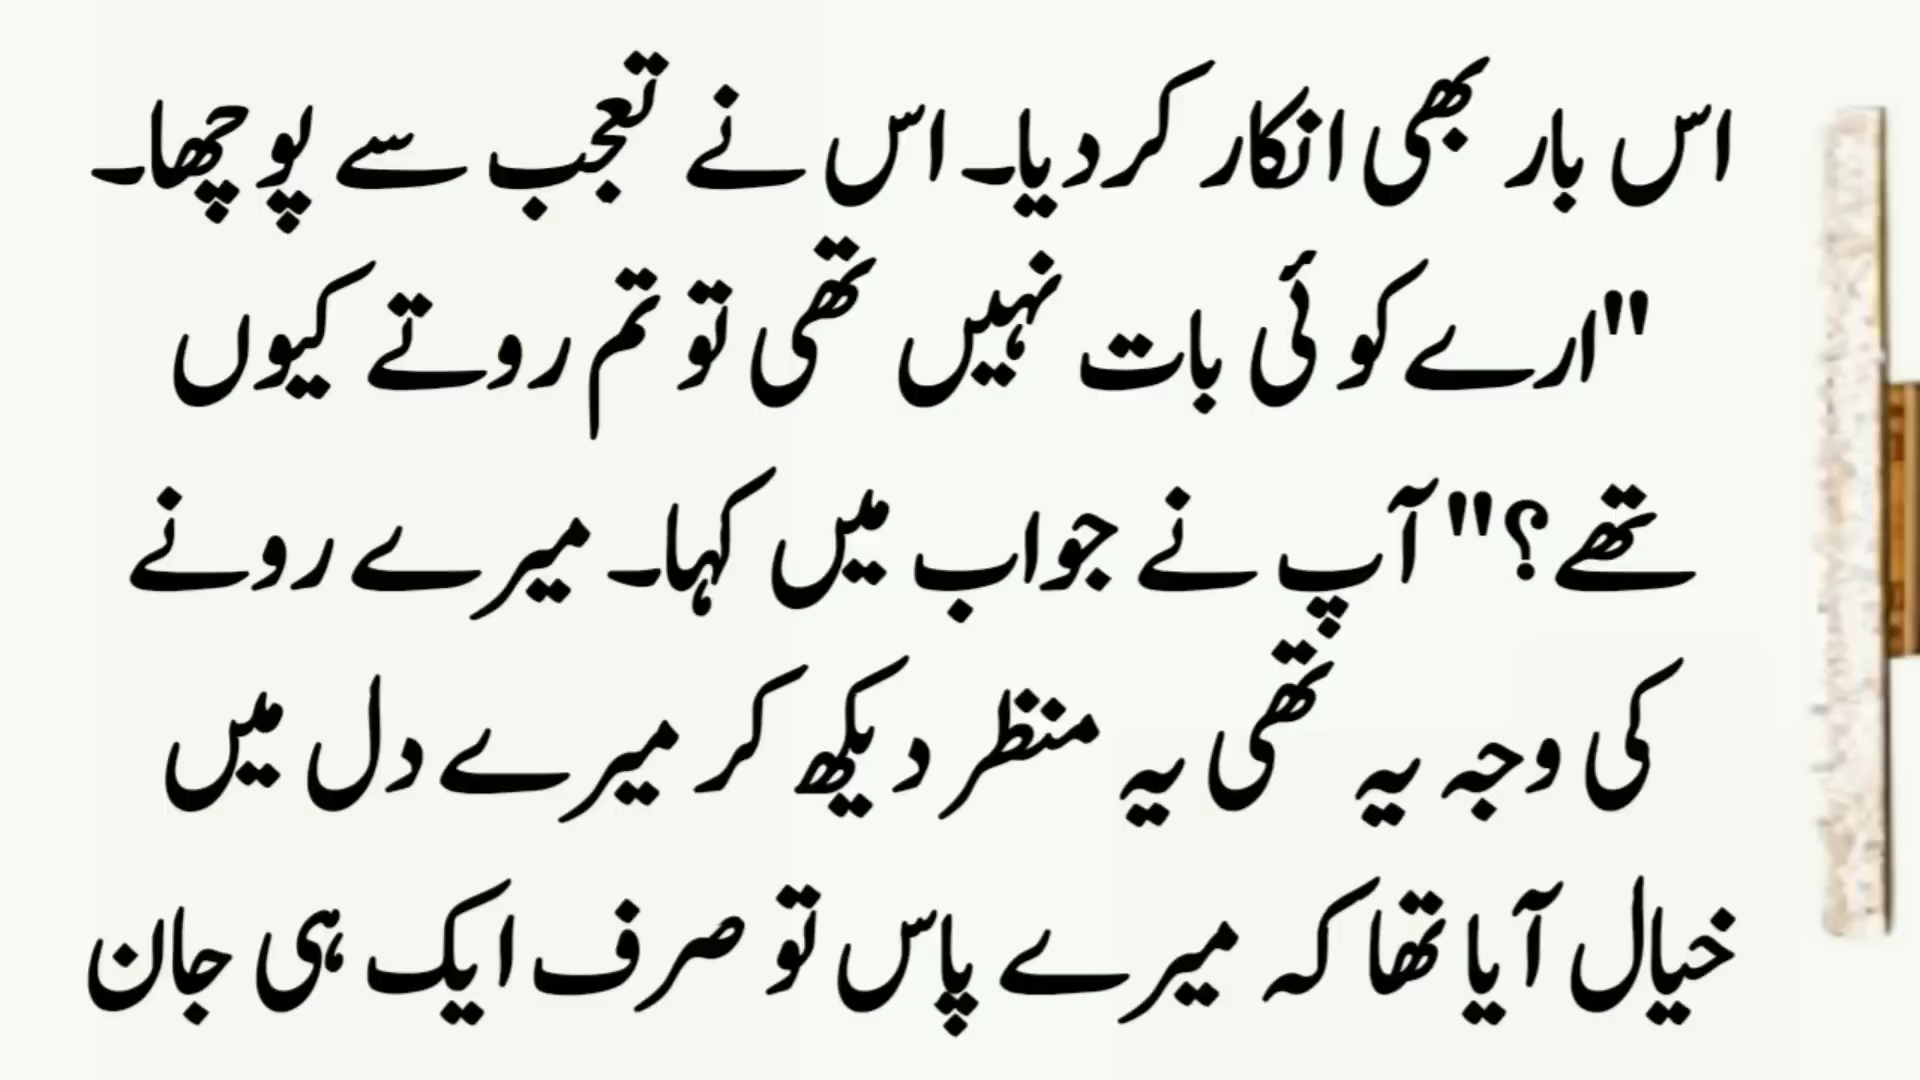 اس بار بھی انکار کردیا۔ اس نے تعجب سے پوچھا۔
"ارے کوئی بات نہیں تھی تو تم روتے کیوں
تھے؟" آپ نے جواب میں کہا۔ میرے رونے
کی وجہ یہ تھی یہ منظر دیکھ کر میرے دل میں
خیال آیا تھا کہ میرے پاس تو صرف ایک ہی جان